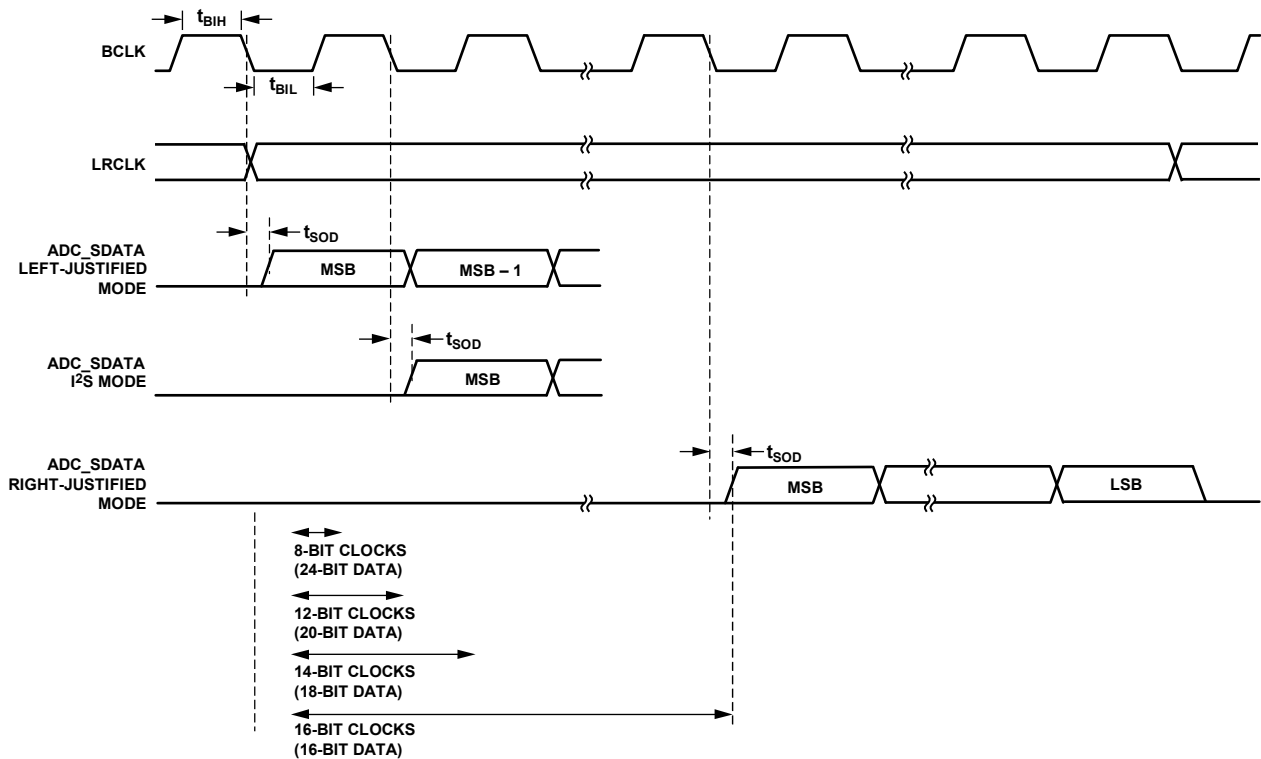 tBIH
BCLK
tBIL
LRCLK
tSOD
ADC_SDATA
LEFT-JUSTIFIED
MODE
MSB
MSB – 1
tSOD
ADC_SDATA
I²S MODE
MSB
tSOD
ADC_SDATA
RIGHT-JUSTIFIED
MODE
MSB
LSB
8-BIT CLOCKS
(24-BIT DATA)
12-BIT CLOCKS
(20-BIT DATA)
14-BIT CLOCKS
(18-BIT DATA)
16-BIT CLOCKS
(16-BIT DATA)